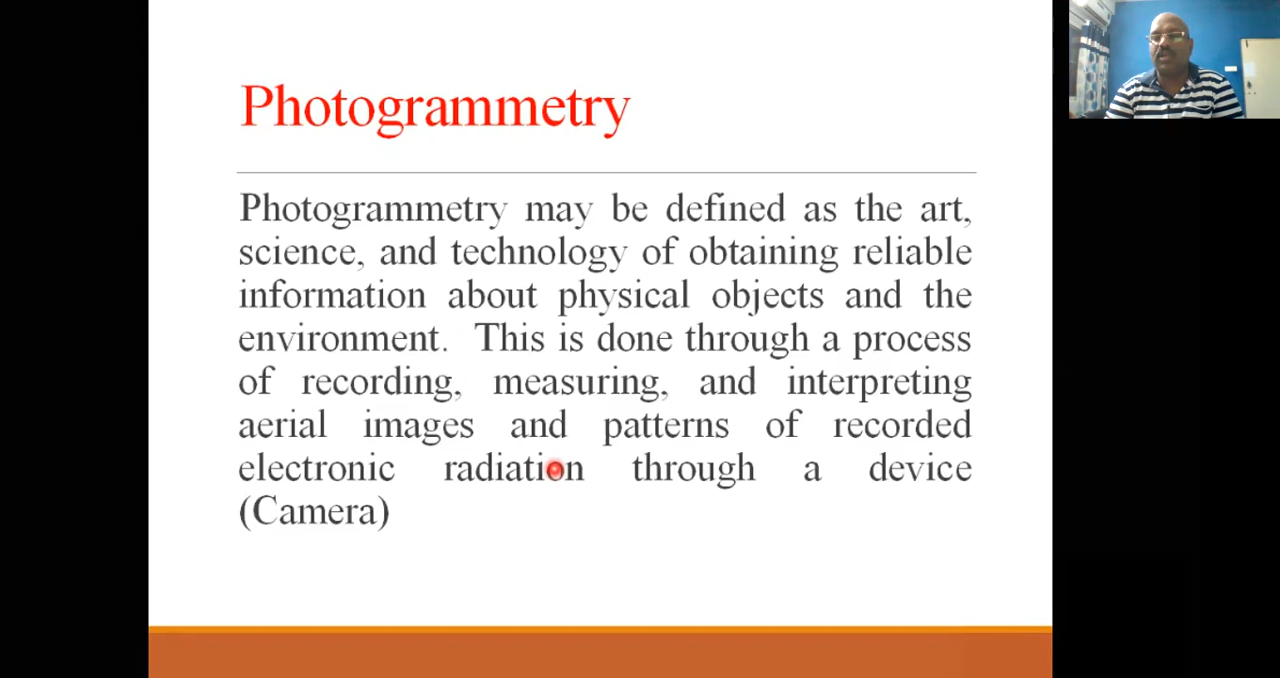 Photogrammetry
Photogrammetry may be defined as the art,
science, and technology of obtaining reliable
information about physical objects and the
environment. This is done through a process
of recording, measuring, and interpreting
aerial images and patterns of recorded
electronic radiation through a device
(Camera)